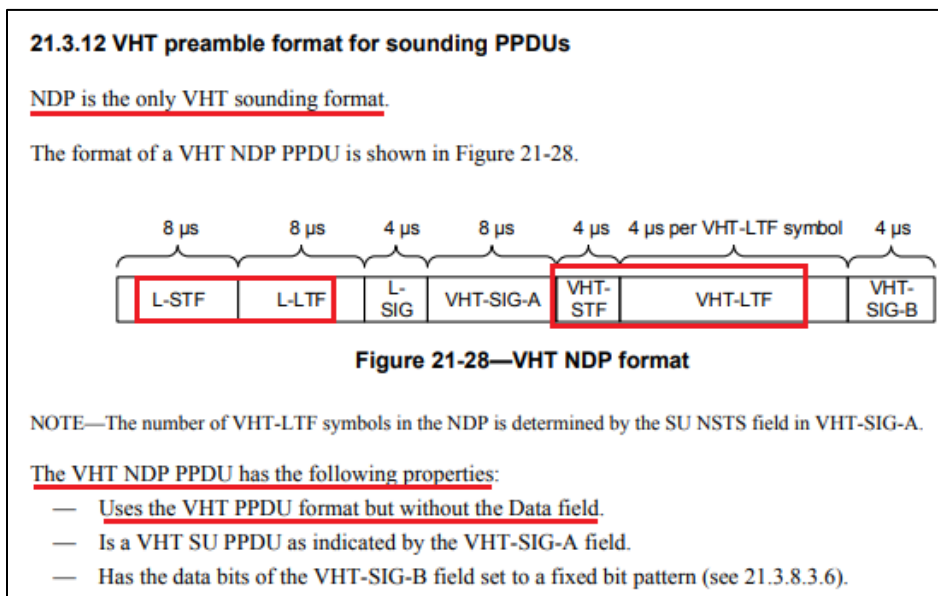 21.3.12 VHT preamble format for sounding PPDUs
NDP is the only VHT sounding format.
The format of a VHT NDP PPDU is shown in Figure 21-28.
8 µs 8 µs 4 µs 8 µs 4 µs 4 µs per VHT-LTF symbol 4 µs
L-STF L-LTF L-SIG VHT-SIG-A VHT-STF VHT-LTF VHT-SIG-B
Figure 21-28—VHT NDP format
NOTE—The number of VHT-LTF symbols in the NDP is determined by the SU NSTS field in VHT-SIG-A.
The VHT NDP PPDU has the following properties:
— Uses the VHT PPDU format but without the Data field.
— Is a VHT SU PPDU as indicated by the VHT-SIG-A field.
— Has the data bits of the VHT-SIG-B field set to a fixed bit pattern (see 21.3.8.3.6).